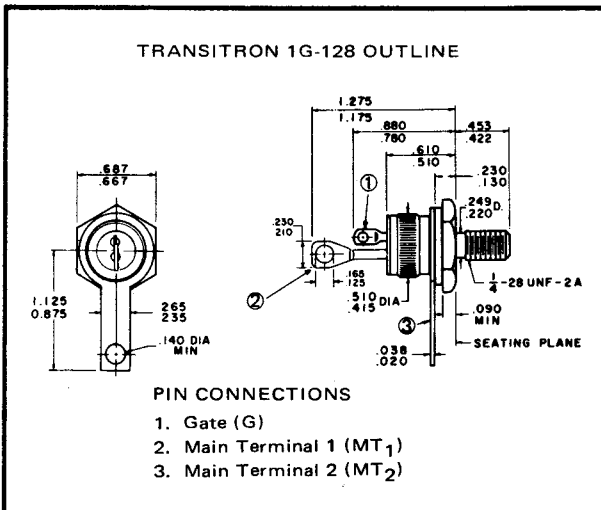 TRANSITRON 1G-128 OUTLINE
1.275
1.175
.880
.780
.453
.422
.610
.510
.687
.667
.230
.130
1
.249 D.
.220
.230
.210
1/4-28 UNF-2A
.165
.125
2
1.125
0.875
265
235
.510 DIA
.415
3
.090
MIN
.140 DIA
MIN
SEATING PLANE
.038
.020
PIN CONNECTIONS
1. Gate (G)
2. Main Terminal 1 (MT1)
3. Main Terminal 2 (MT2)